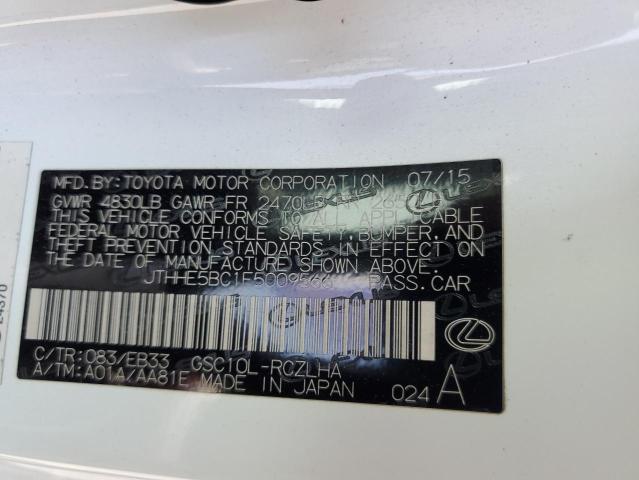 MFD. BY: TOYOTA MOTOR CORPORATION 07/15
GVWR 4830LB GAWR FR 2470LB
THIS VEHICLE CONFORMS TO ALL APPLICABLE
FEDERAL MOTOR VEHICLE SAFETY, BUMPER, AND
THEFT PREVENTION STANDARDS IN EFFECT ON
THE DATE OF MANUFACTURE SHOWN ABOVE.
JTHHE5BC1F5009566 PASS. CAR
C/TR: 083/EB33 GSC10L-RCZLHA
A/TM: A01A/AA81E MADE IN JAPAN
024 A